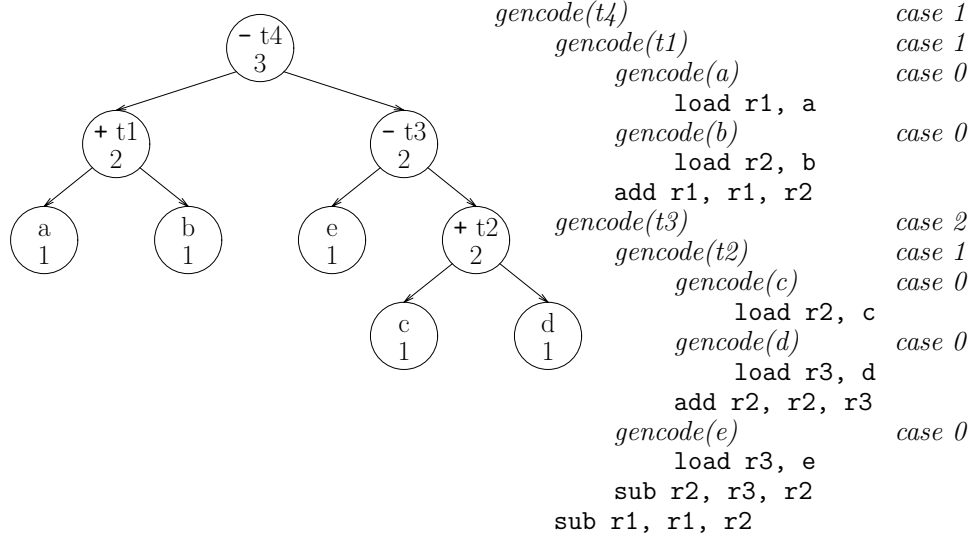 – t4
3
+ t1
2
– t3
2
a
1
b
1
e
1
+ t2
2
c
1
d
1
gencode(t4) case 1
gencode(t1) case 1
gencode(a) case 0
load r1, a
gencode(b) case 0
load r2, b
add r1, r1, r2
gencode(t3) case 2
gencode(t2) case 1
gencode(c) case 0
load r2, c
gencode(d) case 0
load r3, d
add r2, r2, r3
gencode(e) case 0
load r3, e
sub r2, r3, r2
sub r1, r1, r2